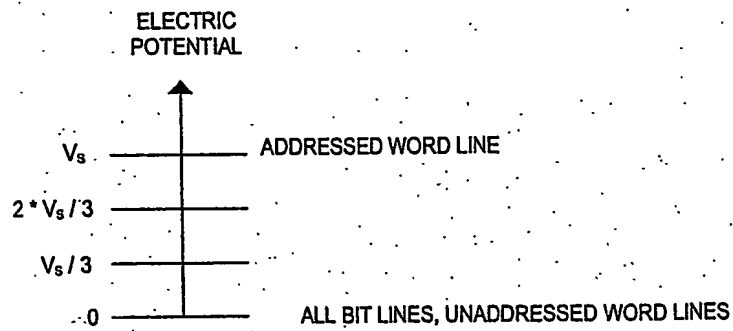 ELECTRIC
POTENTIAL
Vs ADDRESSED WORD LINE
2 * Vs / 3
Vs / 3
0 ALL BIT LINES, UNADDRESSED WORD LINES